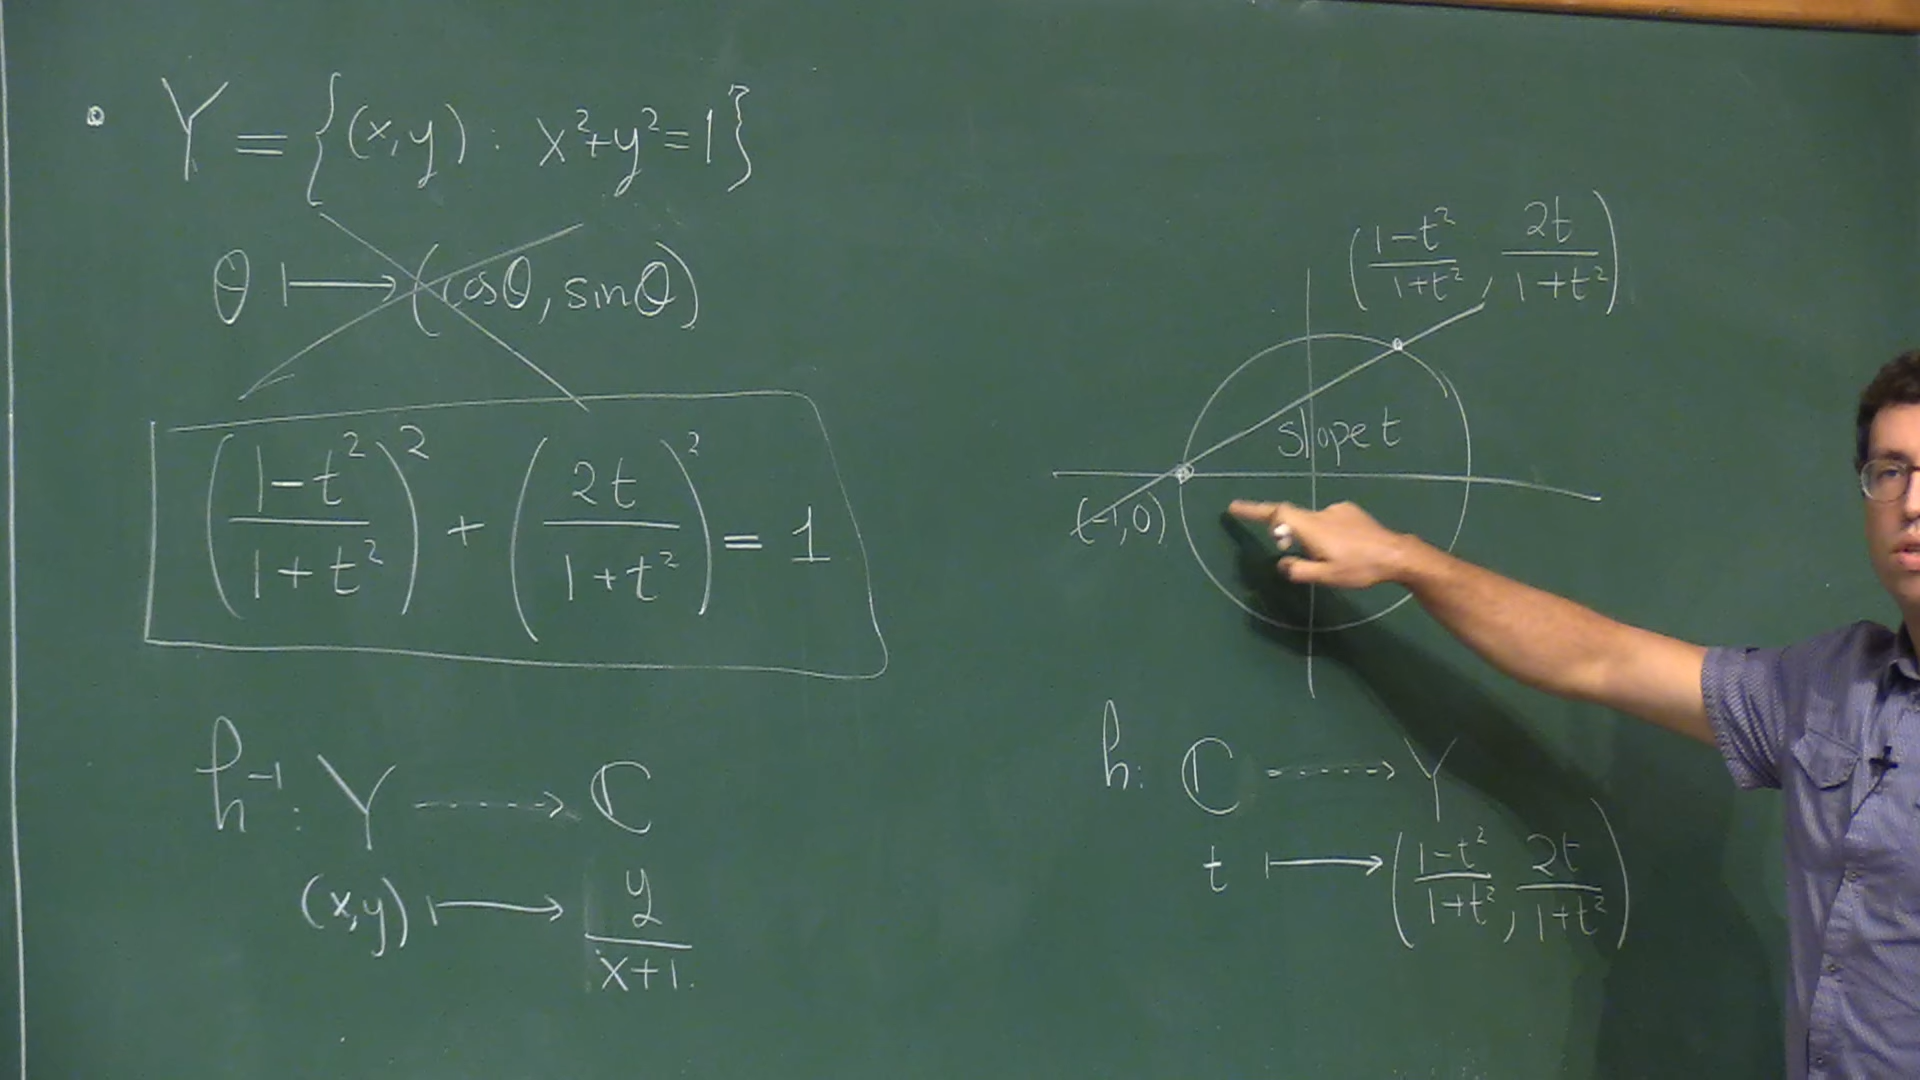 • Y = {(x,y) : x²+y²=1}
θ ↦ (cosθ, sinθ)
((1-t²)/(1+t²))² + (2t/(1+t²))² = 1
h⁻¹: Y ⇢ ℂ
(x,y) ↦ y/(x+1)
((1-t²)/(1+t²), 2t/(1+t²))
slope t
(-1,0)
h: ℂ ⇢ Y
t ↦ ((1-t²)/(1+t²), 2t/(1+t²))